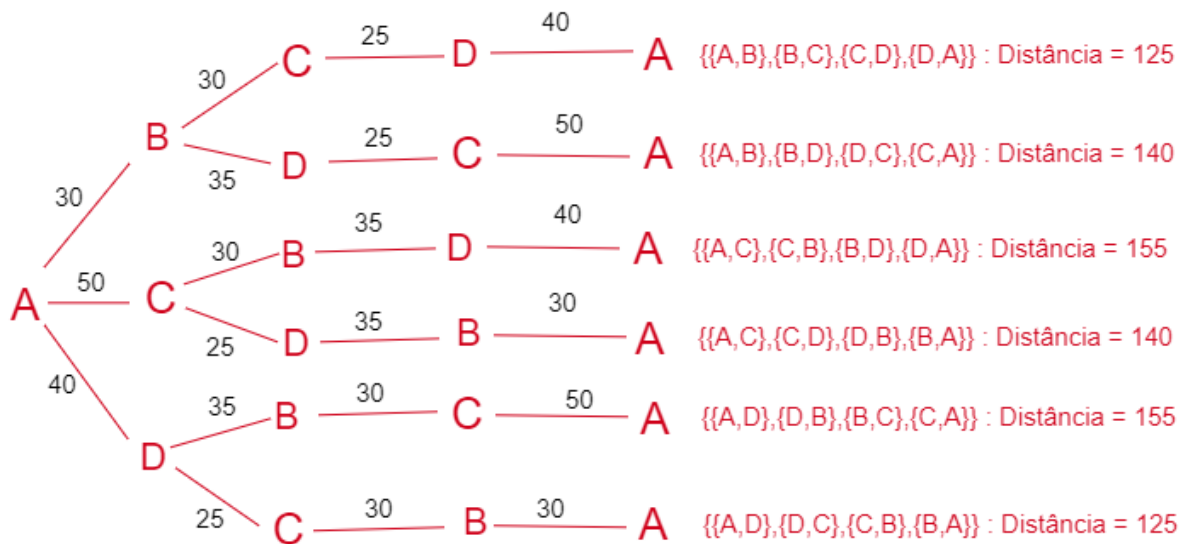 30 C 25 D 40 A {{A,B},{B,C},{C,D},{D,A}} : Distância = 125
B
30 35 D 25 C 50 A {{A,B},{B,D},{D,C},{C,A}} : Distância = 140
30 B 35 D 40 A {{A,C},{C,B},{B,D},{D,A}} : Distância = 155
A 50 C
25 D 35 B 30 A {{A,C},{C,D},{D,B},{B,A}} : Distância = 140
40 35 B 30 C 50 A {{A,D},{D,B},{B,C},{C,A}} : Distância = 155
D
25 C 30 B 30 A {{A,D},{D,C},{C,B},{B,A}} : Distância = 125